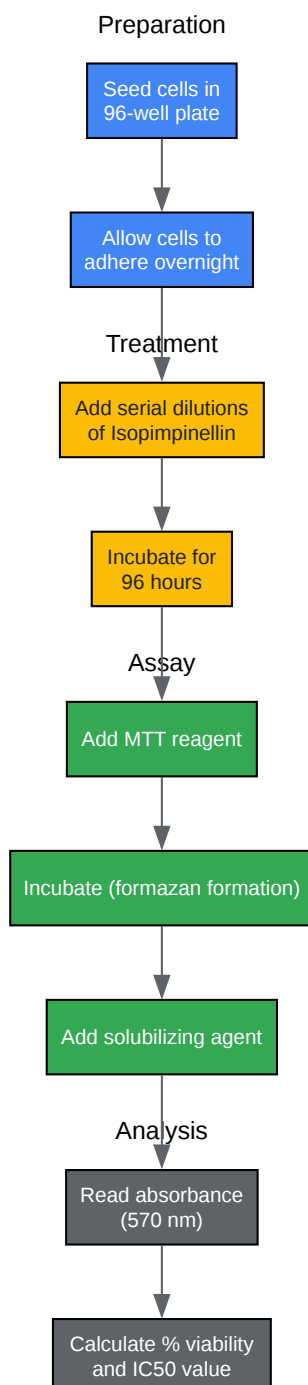 Preparation
Seed cells in
96-well plate
Allow cells to
adhere overnight
Treatment
Add serial dilutions
of Isopimpinellin
Incubate for
96 hours
Assay
Add MTT reagent
Incubate (formazan formation)
Add solubilizing agent
Analysis
Read absorbance
(570 nm)
Calculate % viability
and IC50 value